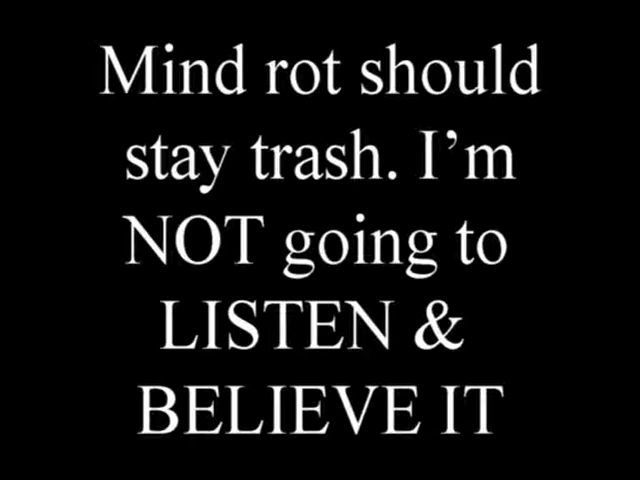 Mind rot should
stay trash. I’m
NOT going to
LISTEN &
BELIEVE IT